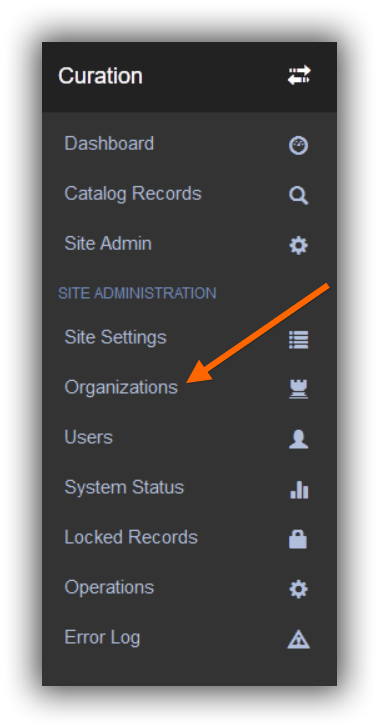 Curation
Dashboard
Catalog Records
Site Admin
SITE ADMINISTRATION
Site Settings
Organizations
Users
System Status
Locked Records
Operations
Error Log